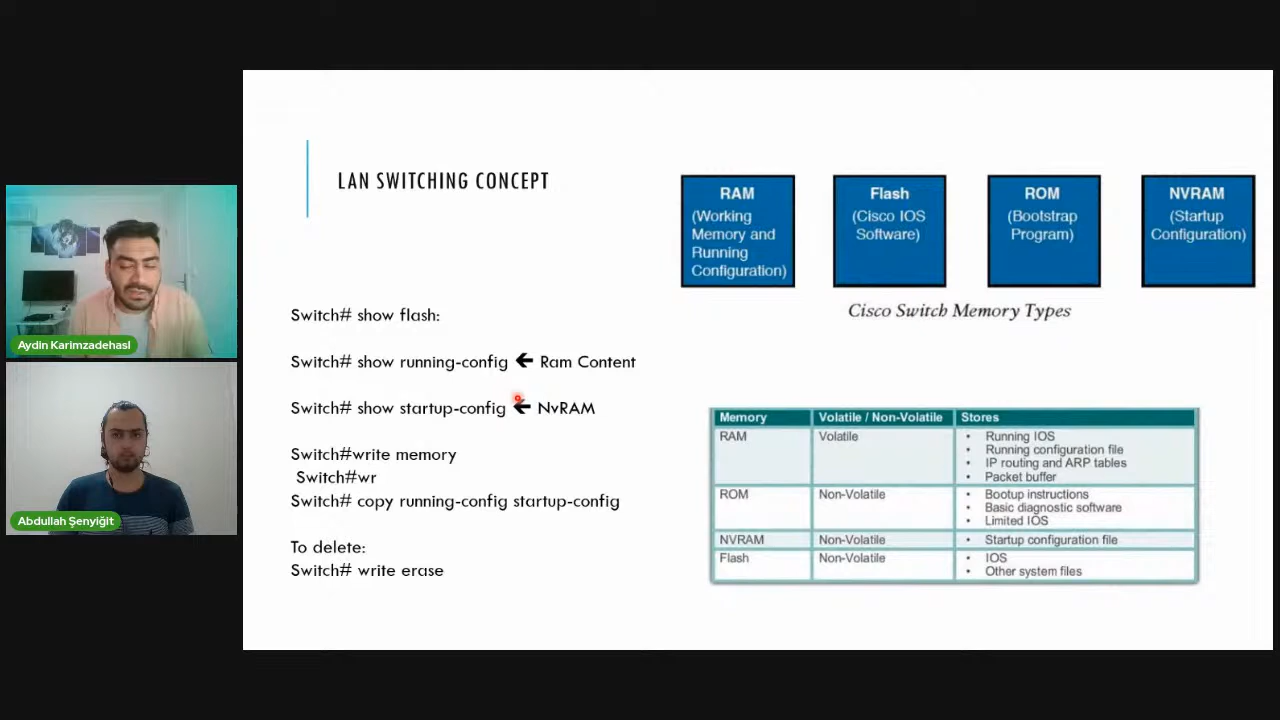 LAN SWITCHING CONCEPT
Switch# show flash:
Switch# show running-config 🡨 Ram Content
Switch# show startup-config 🡨 NvRAM
Switch#write memory
Switch#wr
Switch# copy running-config startup-config
To delete:
Switch# write erase
RAM
(Working
Memory and
Running
Configuration)
Flash
(Cisco IOS
Software)
ROM
(Bootstrap
Program)
NVRAM
(Startup
Configuration)
Cisco Switch Memory Types
Memory Volatile / Non-Volatile Stores
RAM Volatile • Running IOS
• Running configuration file
• IP routing and ARP tables
• Packet buffer
ROM Non-Volatile • Bootup instructions
• Basic diagnostic software
• Limited IOS
NVRAM Non-Volatile • Startup configuration file
Flash Non-Volatile • IOS
• Other system files
Aydin Karimzadehasl
Abdullah Şenyiğit